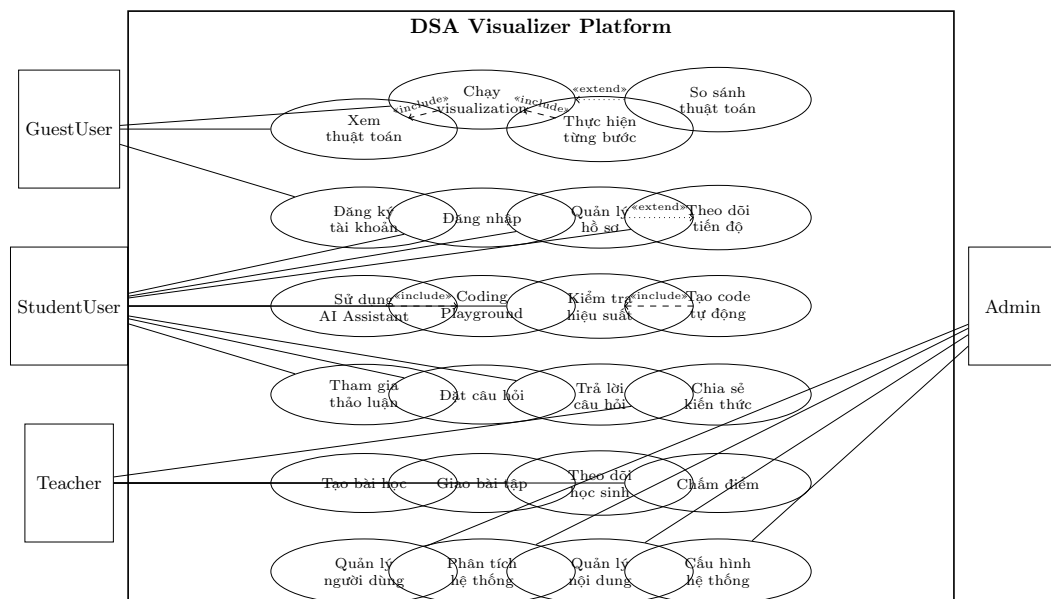 DSA Visualizer Platform
GuestUser
StudentUser
Teacher
Admin
Xem
thuật toán
«include»
Chạy
visualization
«include»
Thực hiện
từng bước
«extend»
So sánh
thuật toán
Đăng ký
tài khoản
Đăng nhập
Quản lý
hồ sơ
«extend»
Theo dõi
tiến độ
Sử dụng
AI Assistant
«include»
Coding
Playground
Kiểm tra
hiệu suất
«include»
Tạo code
tự động
Tham gia
thảo luận
Đặt câu hỏi
Trả lời
câu hỏi
Chia sẻ
kiến thức
Tạo bài học
Giao bài tập
Theo dõi
học sinh
Chấm điểm
Quản lý
người dùng
Phân tích
hệ thống
Quản lý
nội dung
Cấu hình
hệ thống